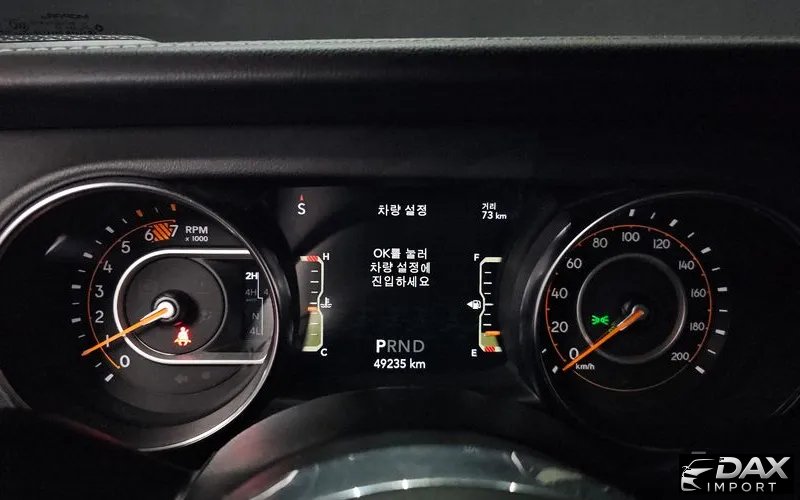 S
차량 설정
거리
73 km
OK를 눌러
차량 설정에
진입하세요
PRND
49235 km
H
C
F
E
RPM
x 1000
0
1
2
3
4
5
6
7
2H
4H
N
4L
0
20
40
60
80
100
120
140
160
180
200
km/h
DAX
IMPORT